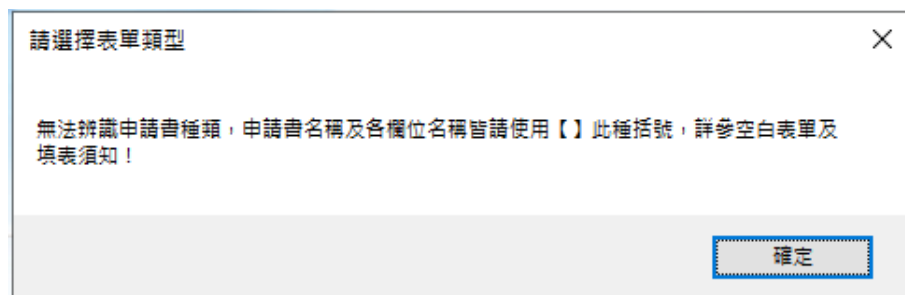 請選擇表單類型
無法辨識申請書種類，申請書名稱及各欄位名稱皆請使用【】此種括號，詳參空白表單及
填表須知！
確定